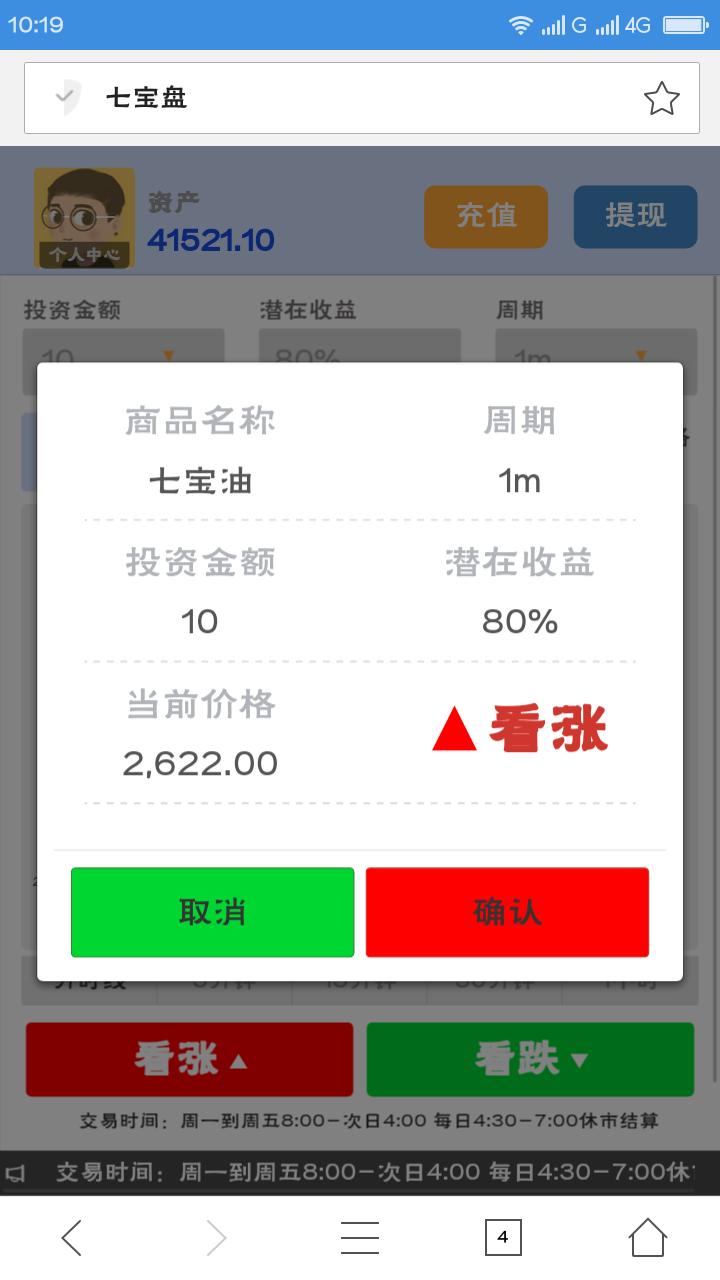 10:19 G 4G
七宝盘
资产
41521.10
个人中心
充值 提现
投资金额 潜在收益 周期
10 80% 1m
商品名称 周期
七宝油 1m
投资金额 潜在收益
10 80%
当前价格
2,622.00
▲看涨
取消 确认
分时线 5分钟 15分钟 30分钟 1小时
看涨▲ 看跌▼
交易时间：周一到周五8:00-次日4:00 每日4:30-7:00休市结算
交易时间：周一到周五8:00-次日4:00 每日4:30-7:00休
4